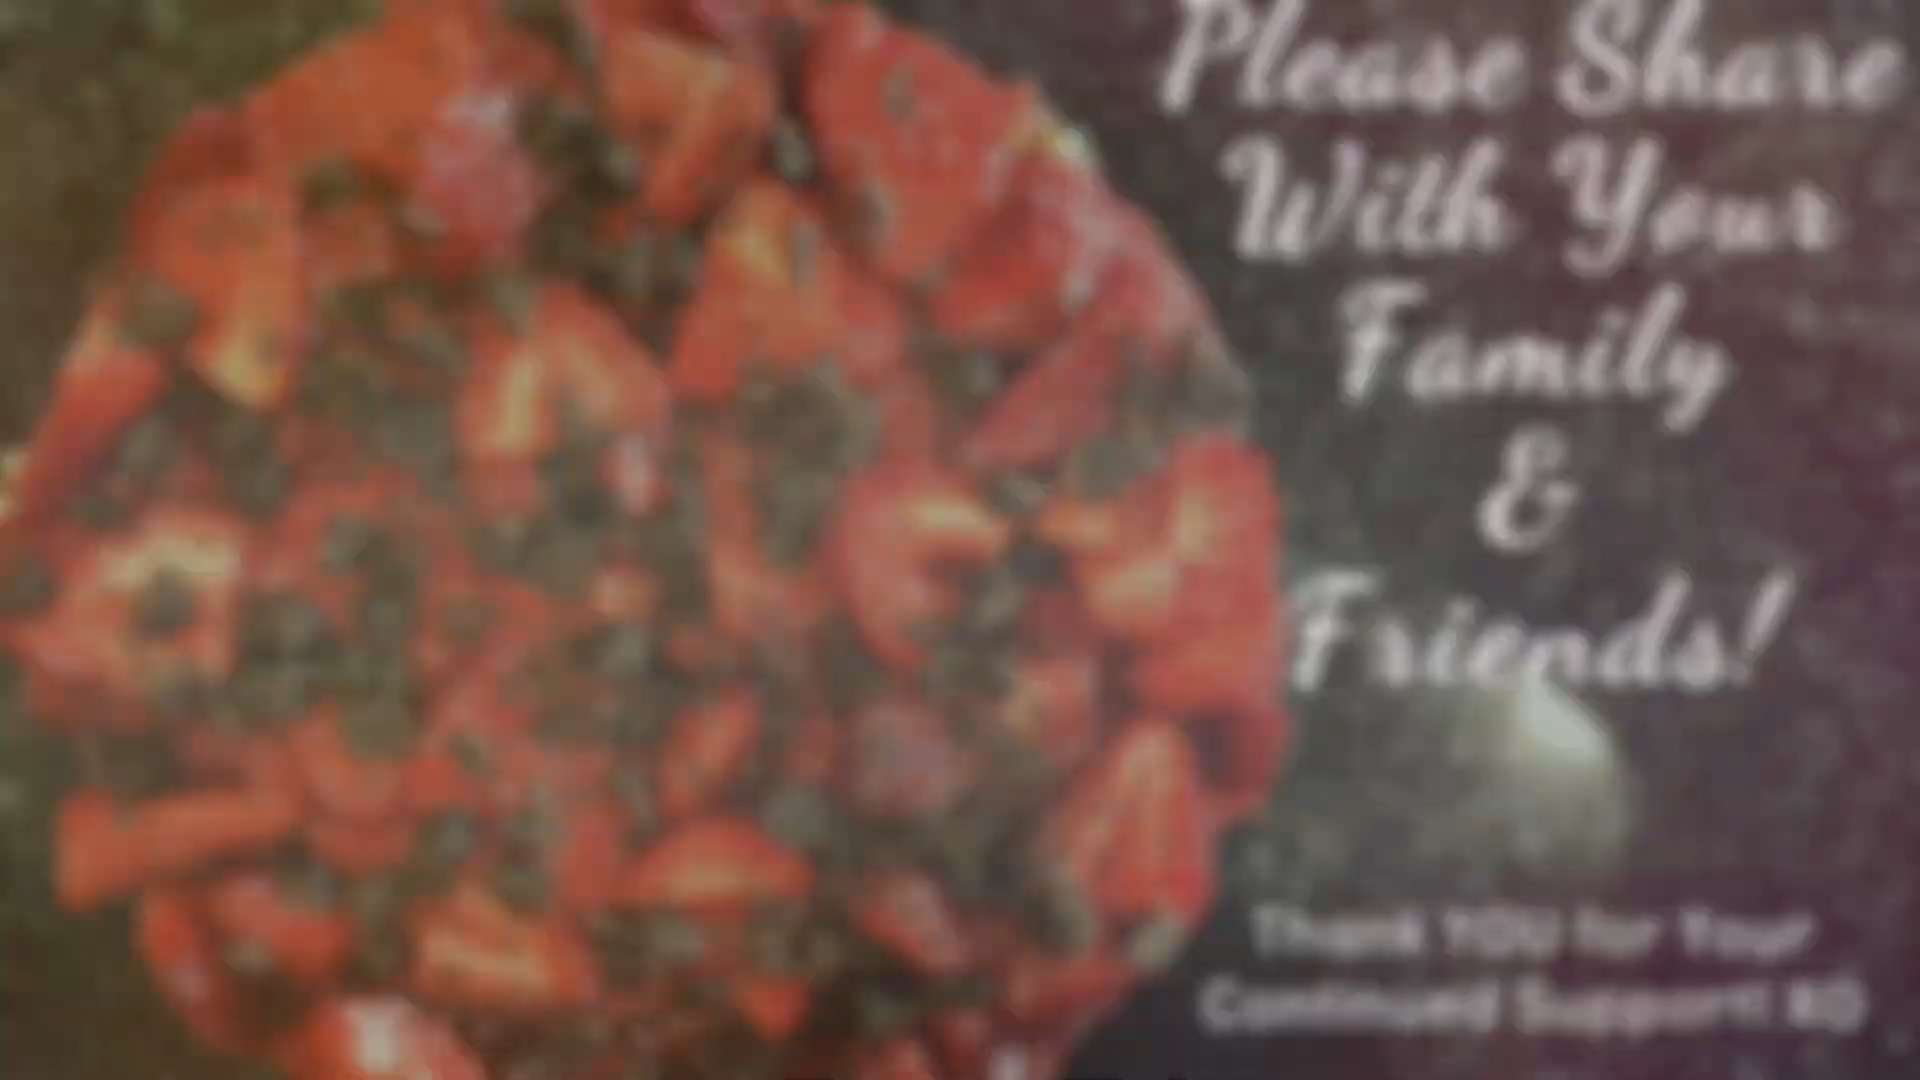 Please Share
With Your
Family
&
Friends!
Thank YOU for Your
Continued Support!